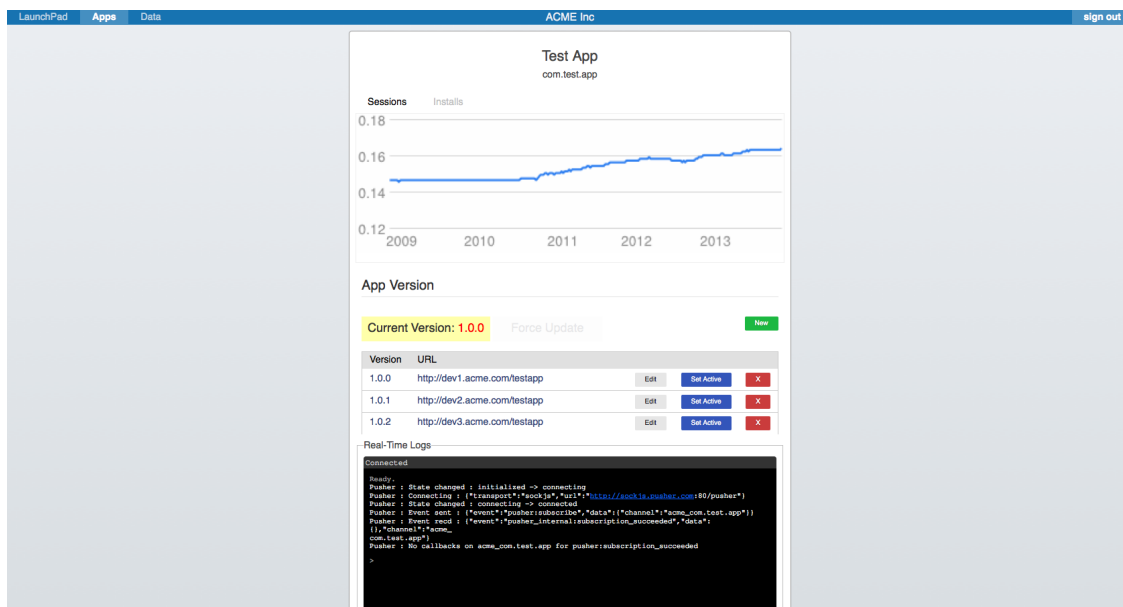 LaunchPad Apps Data ACME Inc sign out
Test App
com.test.app
Sessions Installs
0.18
0.16
0.14
0.12
2009 2010 2011 2012 2013
App Version
Current Version: 1.0.0 Force Update New
Version URL
1.0.0 http://dev1.acme.com/testapp Edit Set Active X
1.0.1 http://dev2.acme.com/testapp Edit Set Active X
1.0.2 http://dev3.acme.com/testapp Edit Set Active X
Real-Time Logs
Connected
Ready.
Pusher : State changed : initialized -> connecting
Pusher : Connecting : {"transport":"sockjs","url":"http://sockjs.pusher.com:80/pusher"}
Pusher : State changed : connecting -> connected
Pusher : Event sent : {"event":"pusher:subscribe","data":{"channel":"acme_com.test.app"}}
Pusher : Event recd : {"event":"pusher_internal:subscription_succeeded","data":
{},"channel":"acme_
com.test.app"}
Pusher : No callbacks on acme_com.test.app for pusher:subscription_succeeded
>